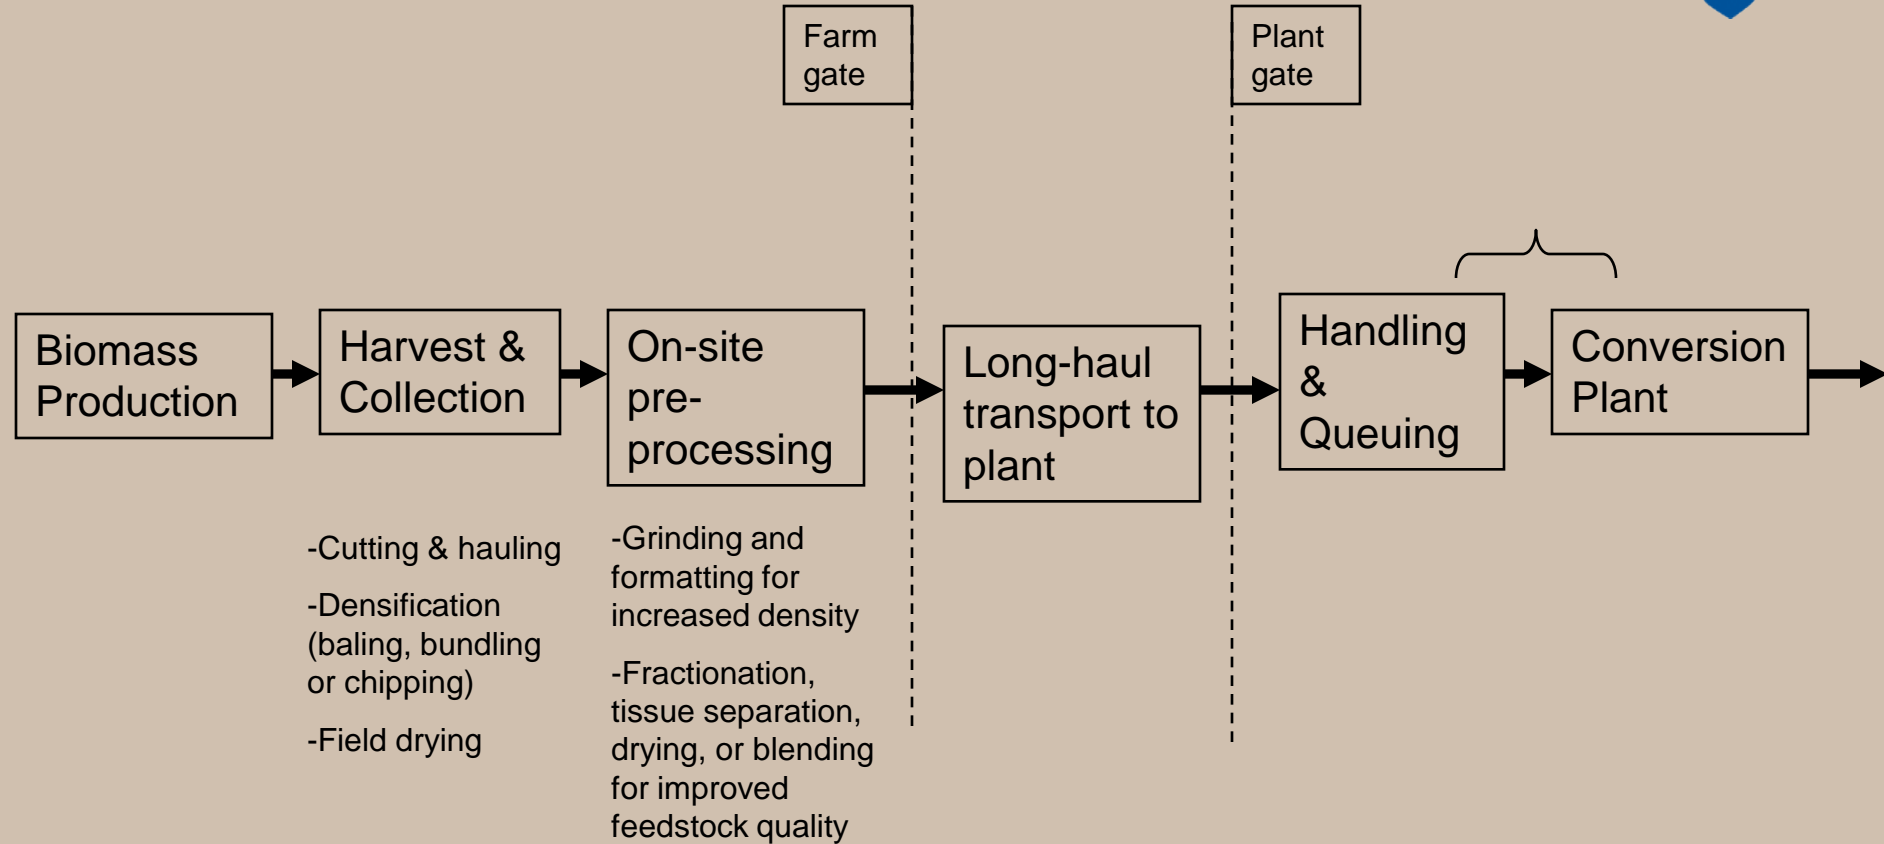 Farm
gate
Plant
gate
Biomass
Production
Harvest &
Collection
On-site
pre-
processing
Long-haul
transport to
plant
Handling
&
Queuing
Conversion
Plant
-Cutting & hauling
-Densification
(baling, bundling
or chipping)
-Field drying
-Grinding and
formatting for
increased density
-Fractionation,
tissue separation,
drying, or blending
for improved
feedstock quality